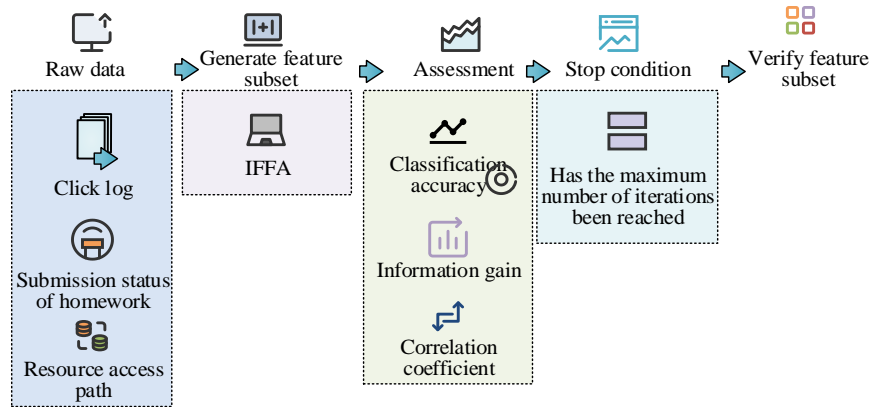 Raw data
Generate feature
subset
Assessment
Stop condition
Verify feature
subset
Click log
Submission status
of homework
Resource access
path
IFFA
Classification
accuracy
Information gain
Correlation
coefficient
Has the maximum
number of iterations
been reached